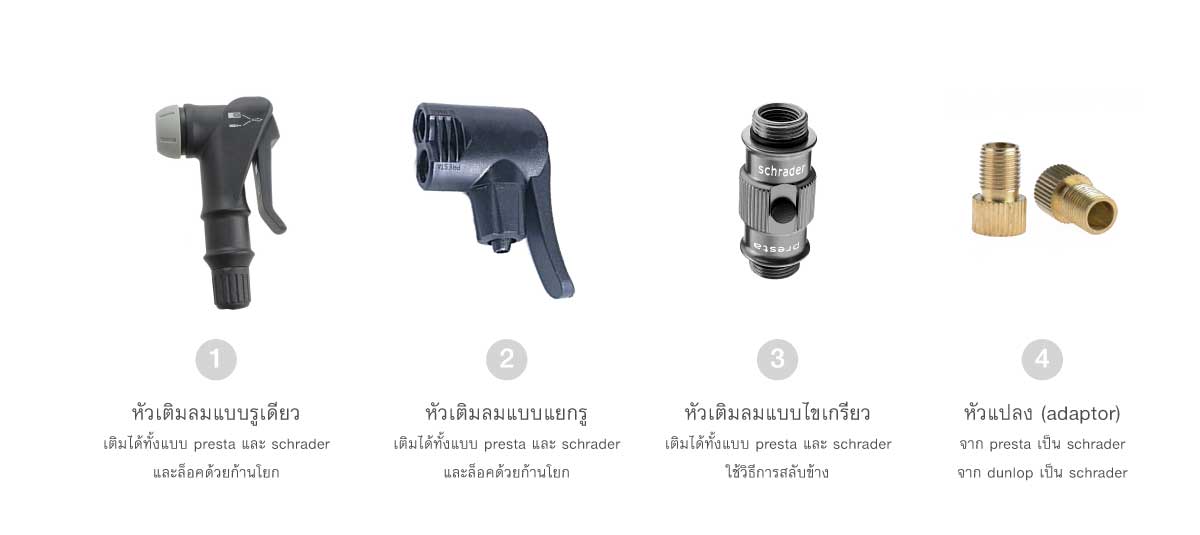 PRESTA
schrader
presta
1
หัวเติมลมแบบรูเดียว
เติมได้ทั้งแบบ presta และ schrader
และล็อคด้วยก้านโยก
2
หัวเติมลมแบบแยกรู
เติมได้ทั้งแบบ presta และ schrader
และล็อคด้วยก้านโยก
3
หัวเติมลมแบบไขเกรียว
เติมได้ทั้งแบบ presta และ schrader
ใช้วิธีการสลับข้าง
4
หัวแปลง (adaptor)
จาก presta เป็น schrader
จาก dunlop เป็น schrader